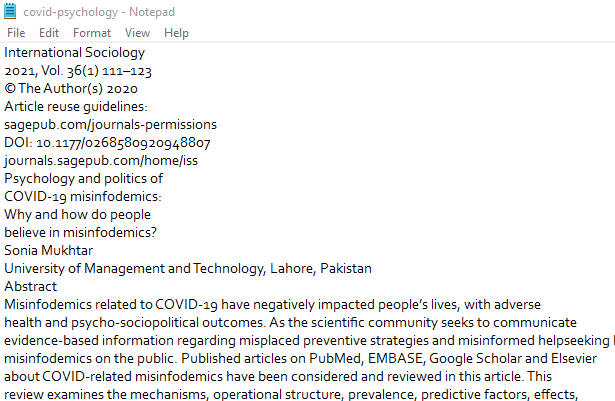 covid-psychology - Notepad
File Edit Format View Help
International Sociology
2021, Vol. 36(1) 111–123
© The Author(s) 2020
Article reuse guidelines:
sagepub.com/journals-permissions
DOI: 10.1177/0268580920948807
journals.sagepub.com/home/iss
Psychology and politics of
COVID-19 misinfodemics:
Why and how do people
believe in misinfodemics?
Sonia Mukhtar
University of Management and Technology, Lahore, Pakistan
Abstract
Misinfodemics related to COVID-19 have negatively impacted people’s lives, with adverse
health and psycho-sociopolitical outcomes. As the scientific community seeks to communicate
evidence-based information regarding misplaced preventive strategies and misinformed helpseeking
misinfodemics on the public. Published articles on PubMed, EMBASE, Google Scholar and Elsevier
about COVID-related misinfodemics have been considered and reviewed in this article. This
review examines the mechanisms, operational structure, prevalence, predictive factors, effects,